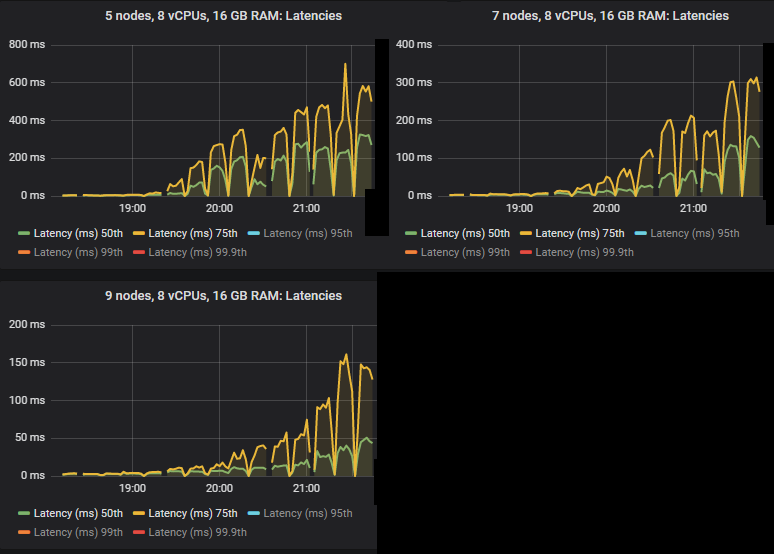 5 nodes, 8 vCPUs, 16 GB RAM: Latencies
800 ms
600 ms
400 ms
200 ms
0 ms
19:00 20:00 21:00
Latency (ms) 50th Latency (ms) 75th Latency (ms) 95th
Latency (ms) 99th Latency (ms) 99.9th
7 nodes, 8 vCPUs, 16 GB RAM: Latencies
400 ms
300 ms
200 ms
100 ms
0 ms
19:00 20:00 21:00
Latency (ms) 50th Latency (ms) 75th Latency (ms) 95th
Latency (ms) 99th Latency (ms) 99.9th
9 nodes, 8 vCPUs, 16 GB RAM: Latencies
200 ms
150 ms
100 ms
50 ms
0 ms
19:00 20:00 21:00
Latency (ms) 50th Latency (ms) 75th Latency (ms) 95th
Latency (ms) 99th Latency (ms) 99.9th